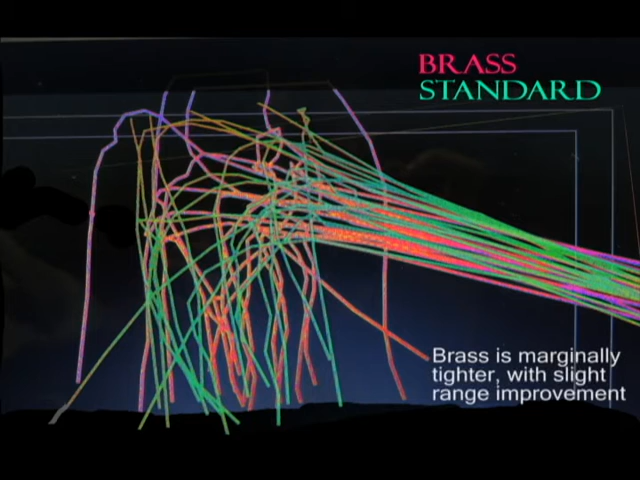 BRASS
STANDARD
Brass is marginally
tighter, with slight
range improvement